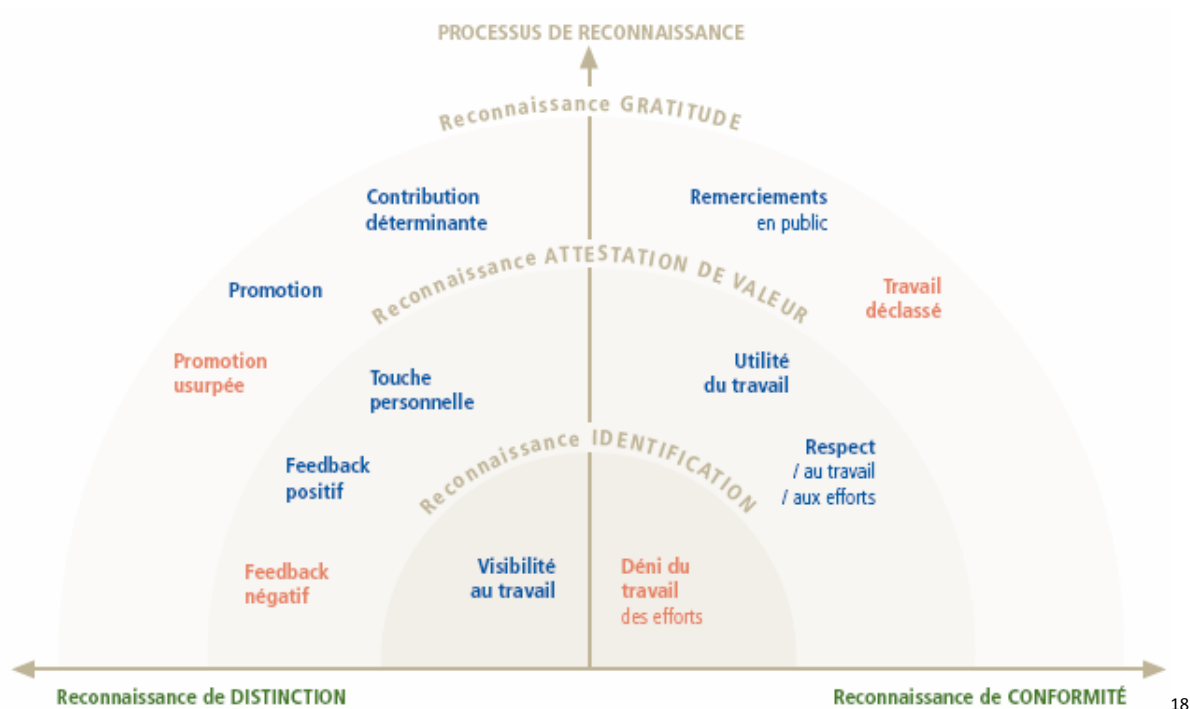 PROCESSUS DE RECONNAISSANCE
Reconnaissance GRATITUDE
Contribution
déterminante
Remerciements
en public
Reconnaissance ATTESTATION DE VALEUR
Promotion
Travail
déclassé
Promotion
usurpée
Touche
personnelle
Utilité
du travail
Reconnaissance IDENTIFICATION
Feedback
positif
Respect
/ au travail
/ aux efforts
Feedback
négatif
Visibilité
au travail
Déni du
travail
des efforts
Reconnaissance de DISTINCTION
Reconnaissance de CONFORMITÉ
18